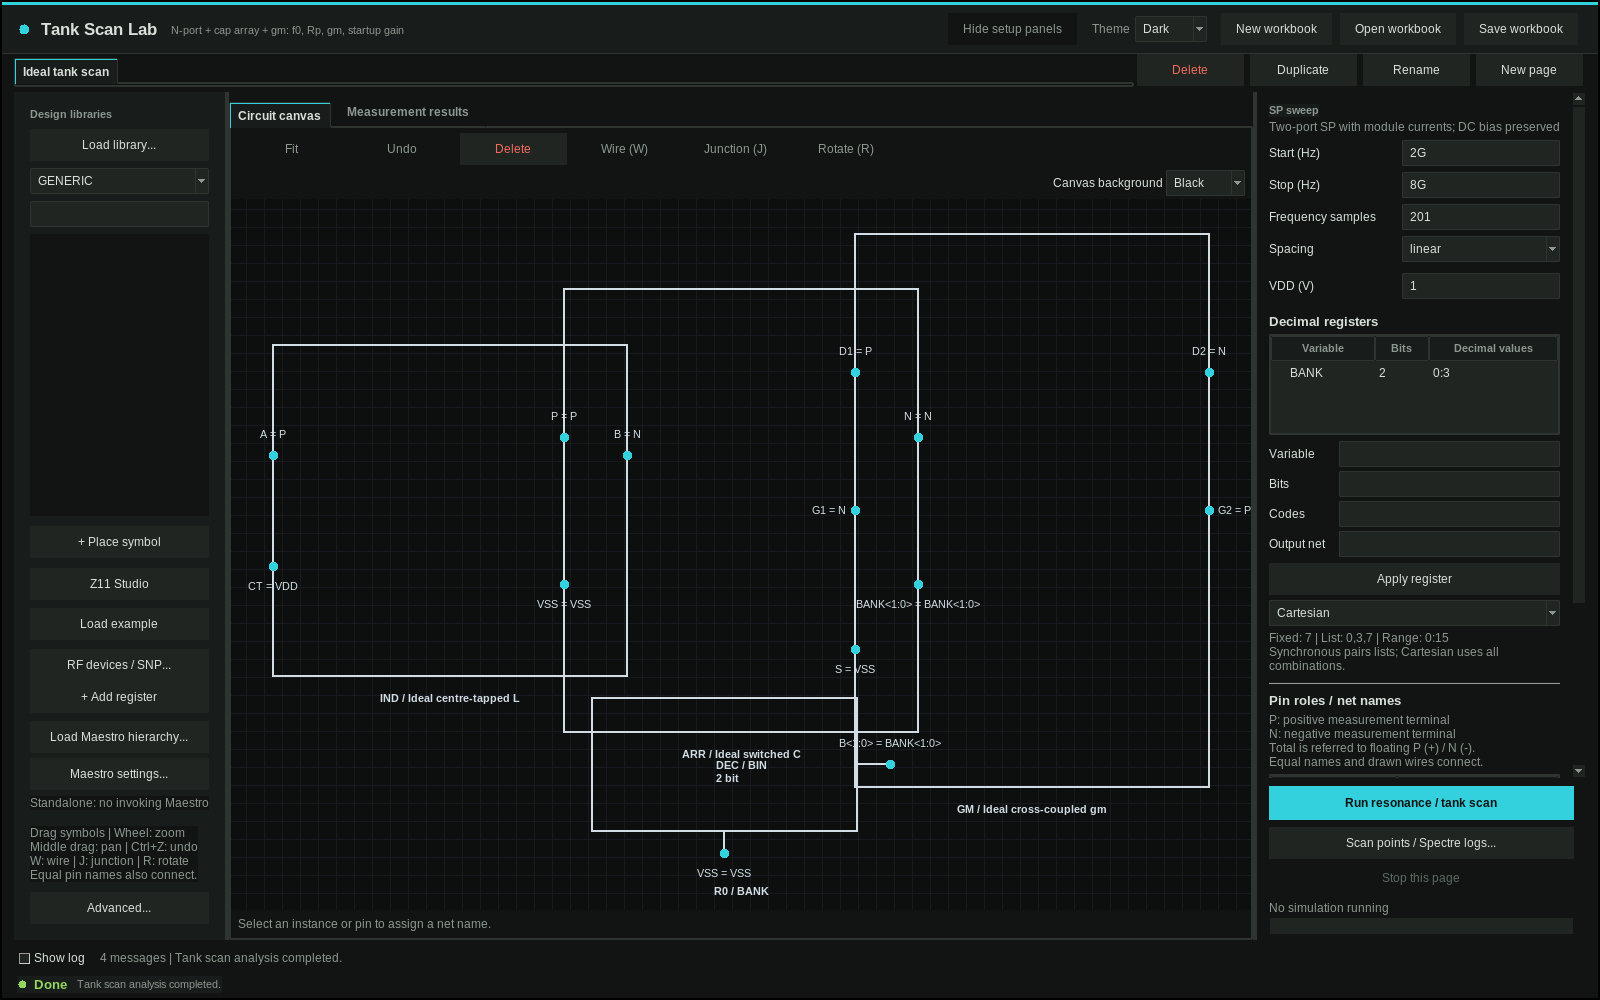 Tank Scan Lab
N-port + cap array + gm: f0, Rp, gm, startup gain
Hide setup panels
Theme
Dark
New workbook
Open workbook
Save workbook
Ideal tank scan
Delete
Duplicate
Rename
New page
Design libraries
Load library...
GENERIC
+ Place symbol
Z11 Studio
Load example
RF devices / SNP...
+ Add register
Load Maestro hierarchy...
Maestro settings...
Standalone: no invoking Maestro
Drag symbols | Wheel: zoom
Middle drag: pan | Ctrl+Z: undo
W: wire | J: junction | R: rotate
Equal pin names also connect.
Advanced...
Circuit canvas
Measurement results
Fit
Undo
Delete
Wire (W)
Junction (J)
Rotate (R)
Canvas background
Black
D1 = P
D2 = N
P = P
N = N
A = P
B = N
G1 = N
G2 = P
CT = VDD
VSS = VSS
BANK<1:0> = BANK<1:0>
S = VSS
IND / Ideal centre-tapped L
B<1:0> = BANK<1:0>
ARR / Ideal switched C
DEC / BIN
2 bit
GM / Ideal cross-coupled gm
VSS = VSS
R0 / BANK
Select an instance or pin to assign a net name.
SP sweep
Two-port SP with module currents; DC bias preserved
Start (Hz)
2G
Stop (Hz)
8G
Frequency samples
201
Spacing
linear
VDD (V)
1
Decimal registers
Variable
Bits
Decimal values
BANK
2
0:3
Variable
Bits
Codes
Output net
Apply register
Cartesian
Fixed: 7 | List: 0,3,7 | Range: 0:15
Synchronous pairs lists; Cartesian uses all
combinations.
Pin roles / net names
P: positive measurement terminal
N: negative measurement terminal
Total is referred to floating P (+) / N (-).
Equal names and drawn wires connect.
Run resonance / tank scan
Scan points / Spectre logs...
Stop this page
No simulation running
Show log
4 messages | Tank scan analysis completed.
Done
Tank scan analysis completed.